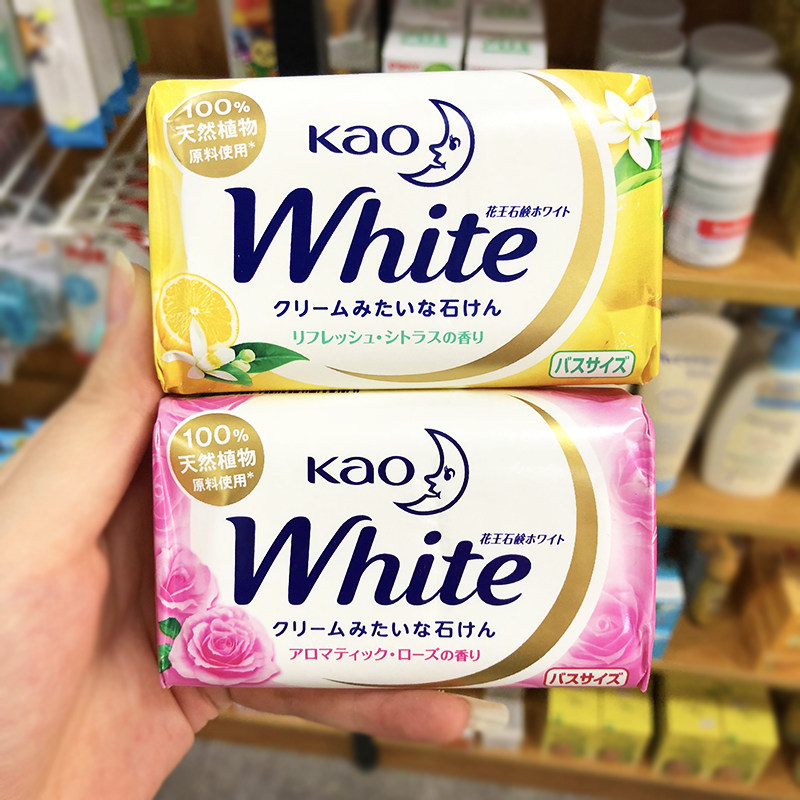 100%
天然植物
原料使用*
Kao
White
花王石鹸ホワイト
クリームみたいな石けん
リフレッシュ・シトラスの香り
バスサイズ
100%
天然植物
原料使用*
Kao
White
花王石鹸ホワイト
クリームみたいな石けん
アロマティック・ローズの香り
バスサイズ